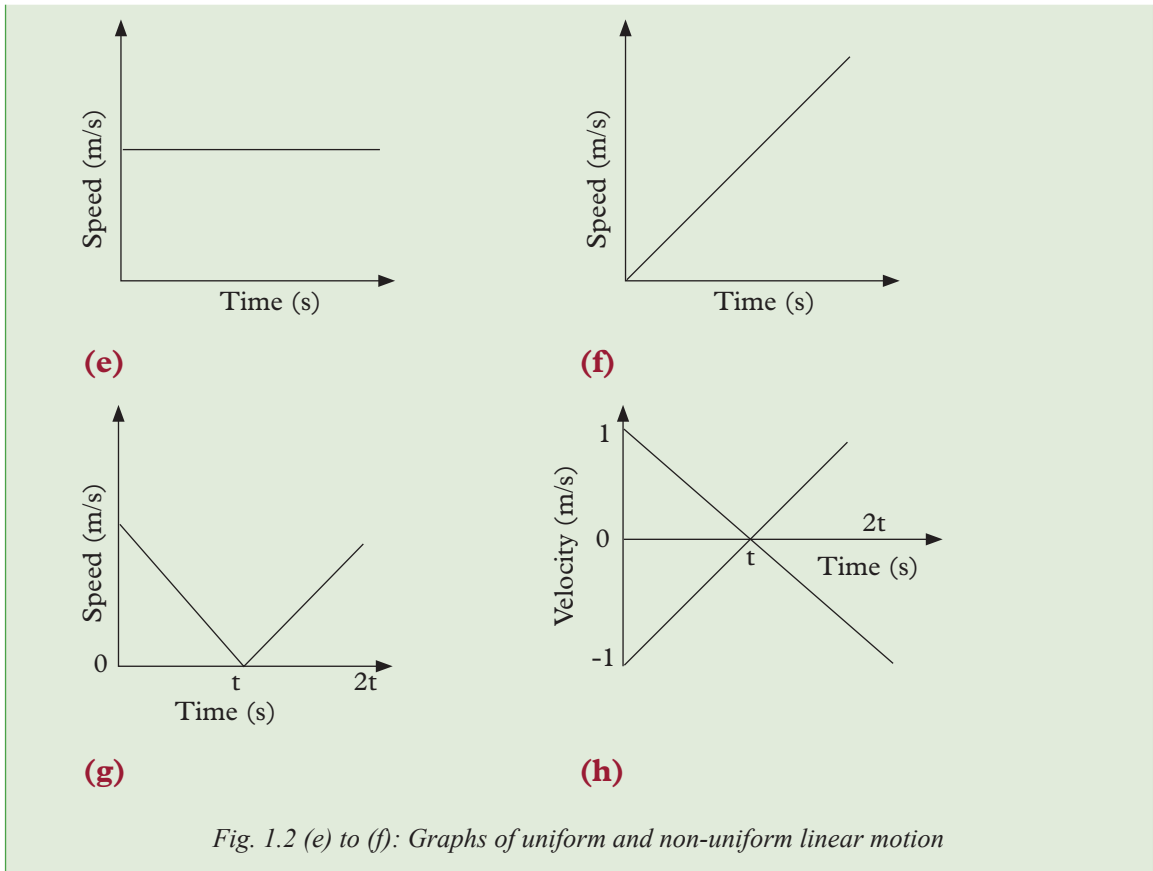 Speed (m/s)
Time (s)
(e)
Speed (m/s)
Time (s)
(f)
Speed (m/s)
0
t
2t
Time (s)
(g)
Velocity (m/s)
1
0
-1
t
2t
Time (s)
(h)
Fig. 1.2 (e) to (f): Graphs of uniform and non-uniform linear motion